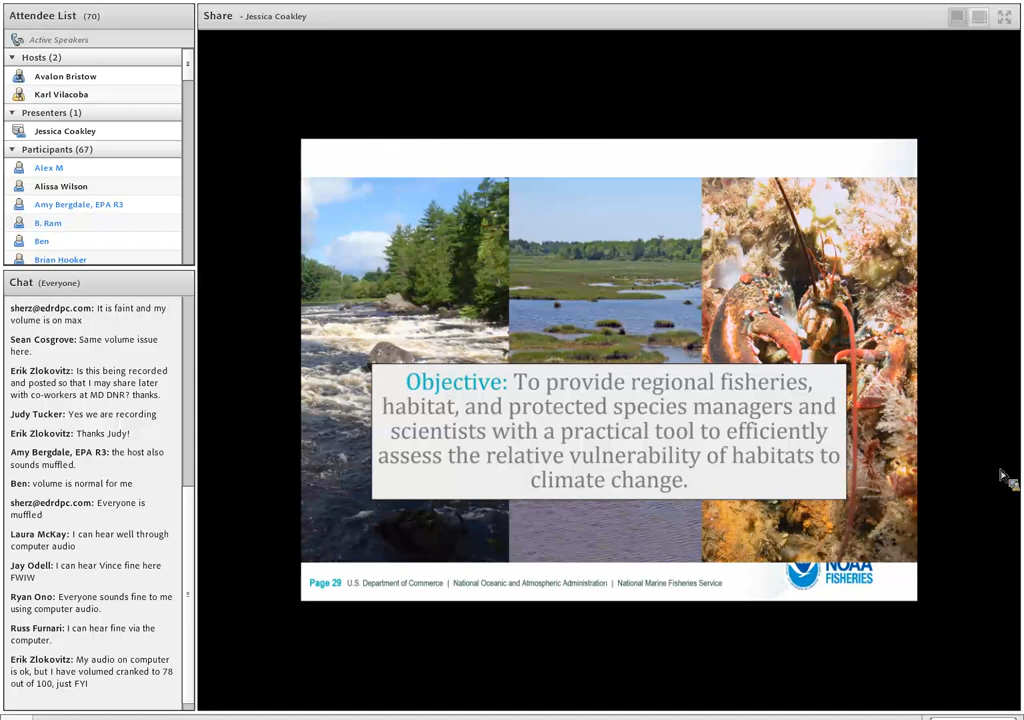 Attendee List (70)
Active Speakers
Hosts (2)
Avalon Bristow
Karl Vilacoba
Presenters (1)
Jessica Coakley
Participants (67)
Alex M
Alissa Wilson
Amy Bergdale, EPA R3
B. Ram
Ben
Brian Hooker
Chat (Everyone)
sherz@edrdpc.com: It is faint and my
volume is on max
Sean Cosgrove: Same volume issue
here.
Erik Zlokovitz: Is this being recorded
and posted so that I may share later
with co-workers at MD DNR? thanks.
Judy Tucker: Yes we are recording
Erik Zlokovitz: Thanks Judy!
Amy Bergdale, EPA R3: the host also
sounds muffled.
Ben: volume is normal for me
sherz@edrdpc.com: Everyone is
muffled
Laura McKay: I can hear well through
computer audio
Jay Odell: I can hear Vince fine here
FWIW
Ryan Ono: Everyone sounds fine to me
using computer audio.
Russ Furnari: I can hear fine via the
computer.
Erik Zlokovitz: My audio on computer
is ok, but I have volumed cranked to 78
out of 100, just FYI
Share - Jessica Coakley
Objective: To provide regional fisheries,
habitat, and protected species managers and
scientists with a practical tool to efficiently
assess the relative vulnerability of habitats to
climate change.
Page 29 U.S. Department of Commerce | National Oceanic and Atmospheric Administration | National Marine Fisheries Service
NOAA
FISHERIES